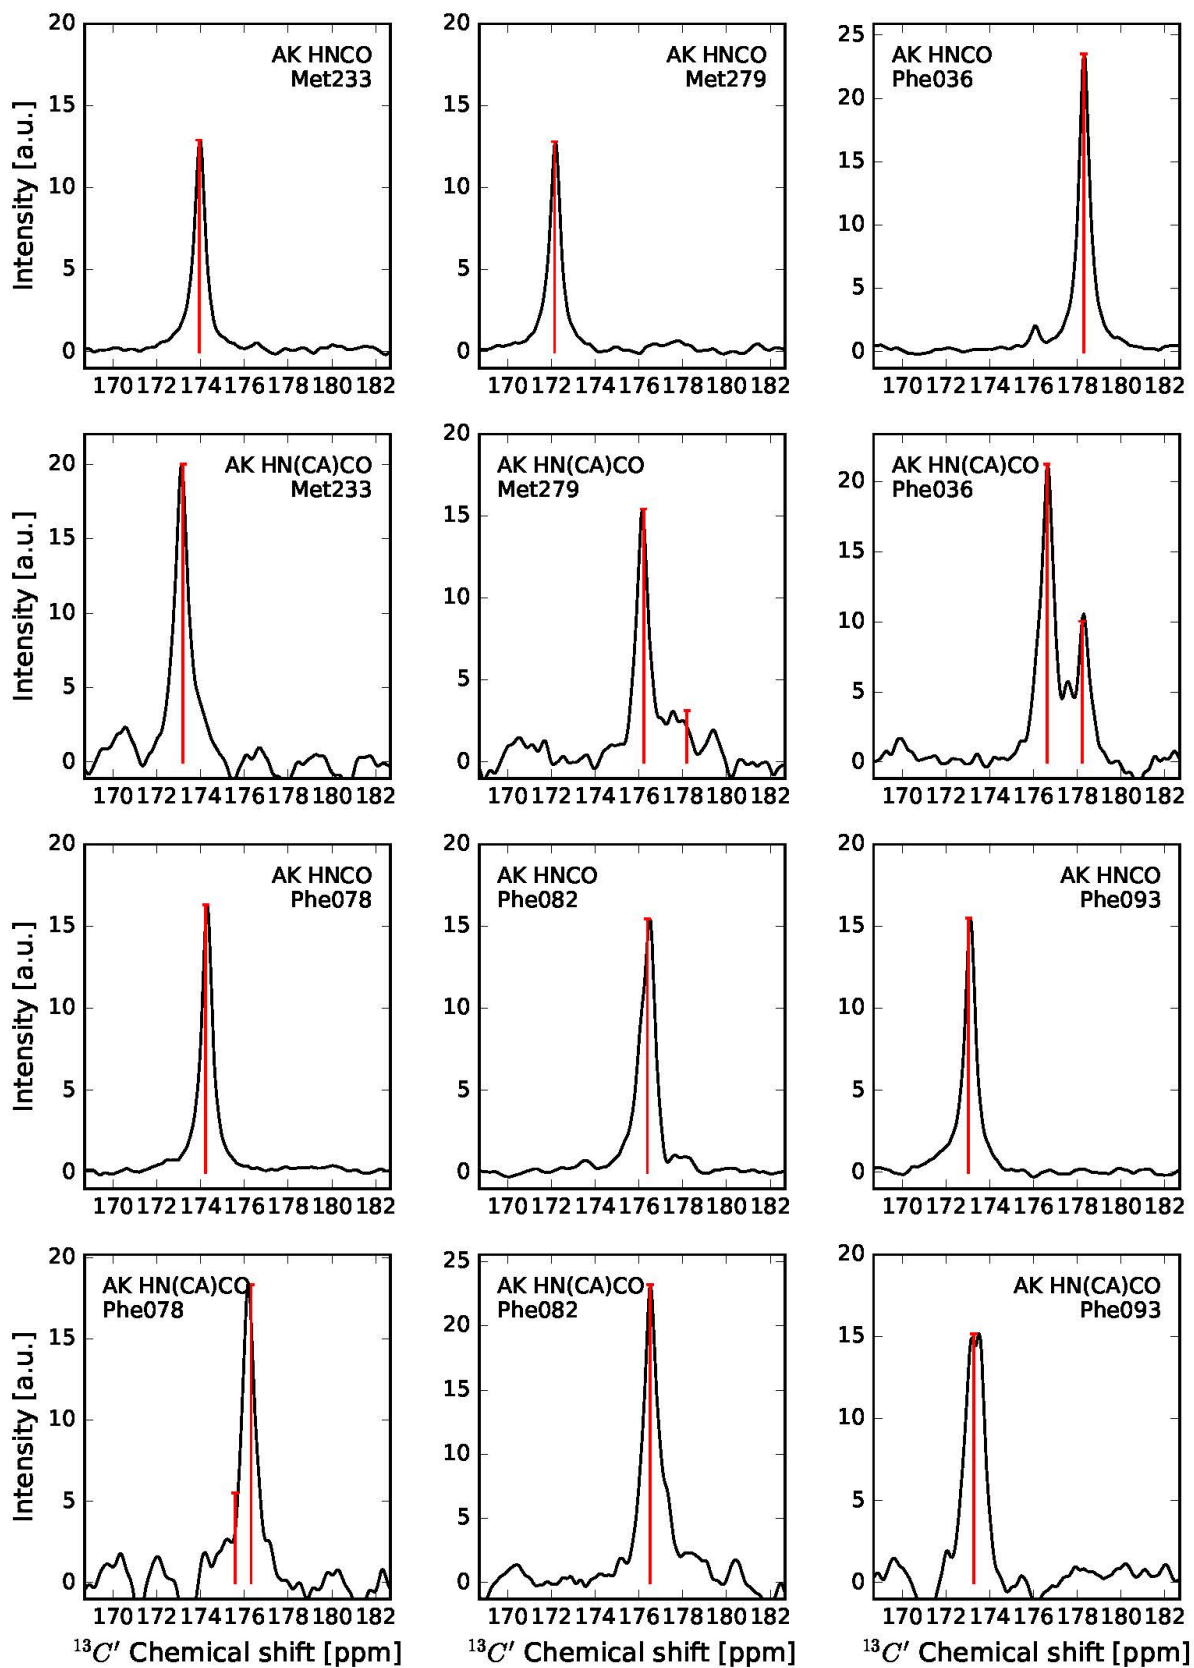 20
15
10
5
0
Intensity [a.u.]
AK HNCO
Met233
170 172 174 176 178 180 182
20
15
10
5
0
AK HNCO
Met279
170 172 174 176 178 180 182
25
20
15
10
5
0
AK HNCO
Phe036
170 172 174 176 178 180 182
20
15
10
5
0
Intensity [a.u.]
AK HN(CA)CO
Met233
170 172 174 176 178 180 182
20
15
10
5
0
AK HN(CA)CO
Met279
170 172 174 176 178 180 182
20
15
10
5
0
AK HN(CA)CO
Phe036
170 172 174 176 178 180 182
20
15
10
5
0
Intensity [a.u.]
AK HNCO
Phe078
170 172 174 176 178 180 182
20
15
10
5
0
AK HNCO
Phe082
170 172 174 176 178 180 182
20
15
10
5
0
AK HNCO
Phe093
170 172 174 176 178 180 182
20
15
10
5
0
Intensity [a.u.]
AK HN(CA)CO
Phe078
170 172 174 176 178 180 182
¹³C′ Chemical shift [ppm]
25
20
15
10
5
0
AK HN(CA)CO
Phe082
170 172 174 176 178 180 182
¹³C′ Chemical shift [ppm]
20
15
10
5
0
AK HN(CA)CO
Phe093
170 172 174 176 178 180 182
¹³C′ Chemical shift [ppm]